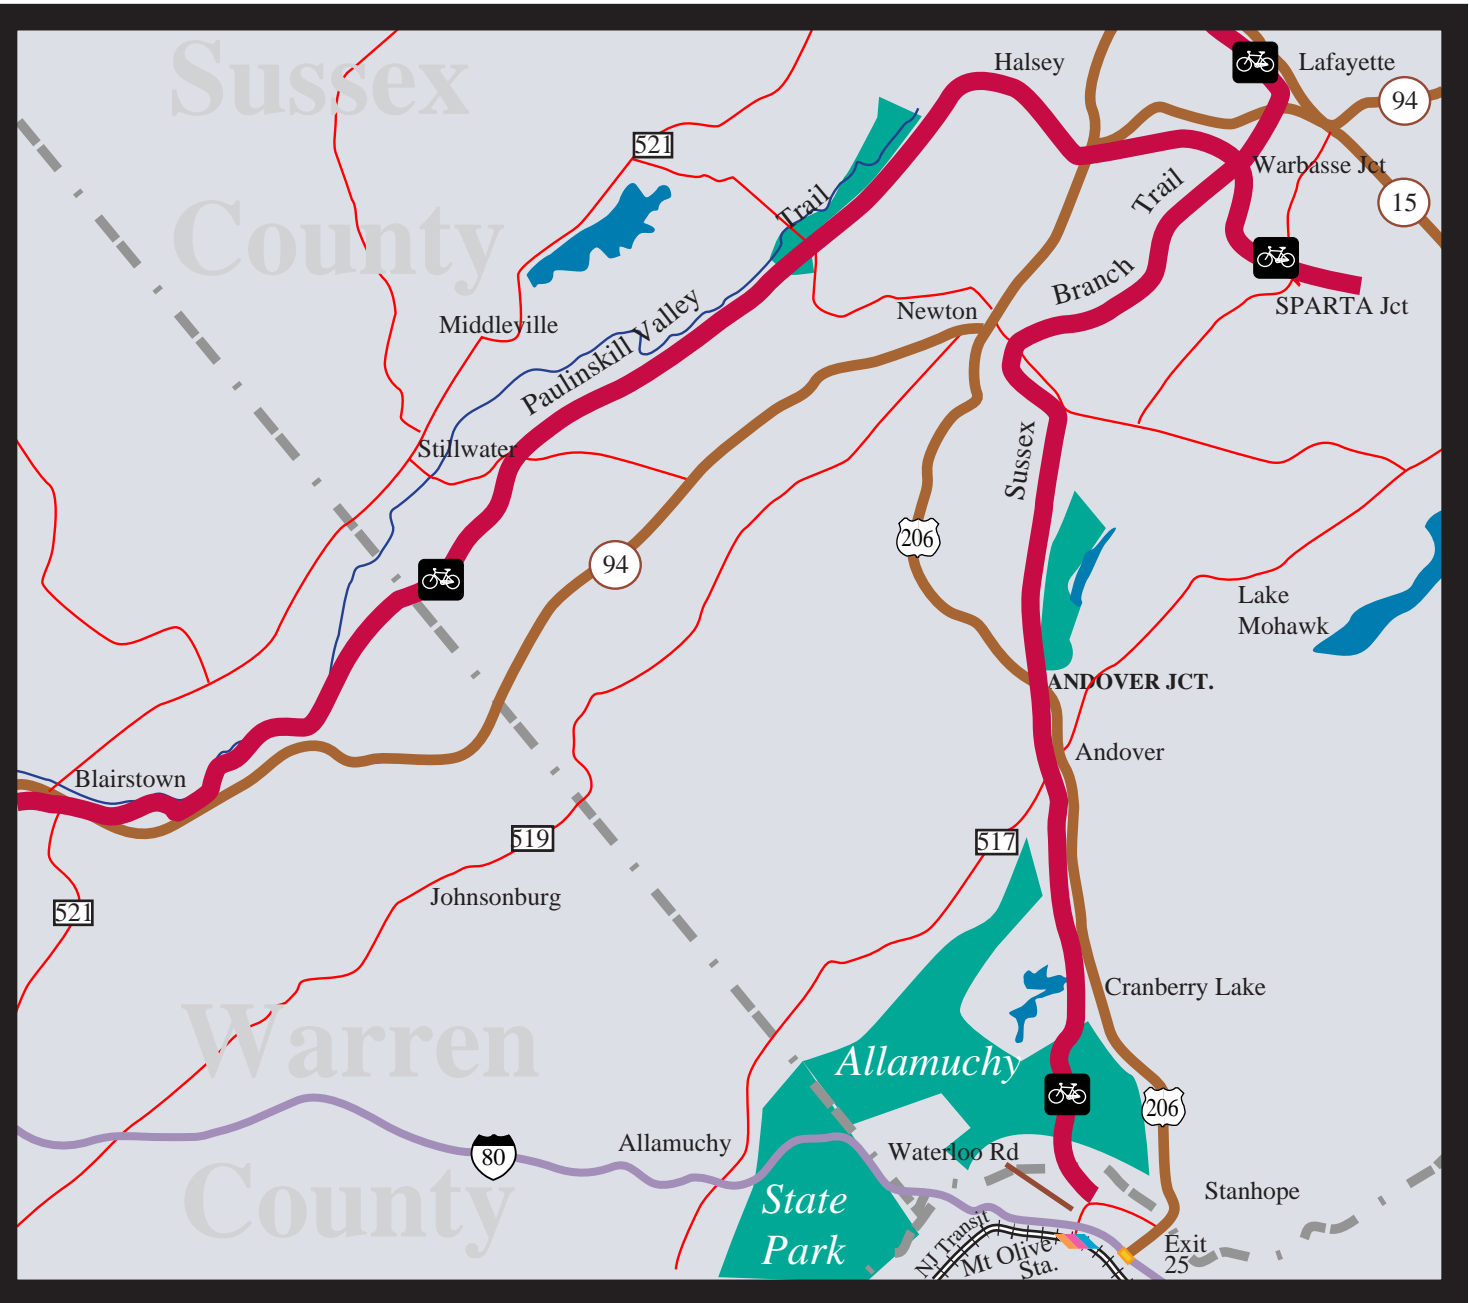 Sussex
County
Halsey
Lafayette
94
521
Warbasse Jct
15
Trail
Trail
Branch
SPARTA Jct
Newton
Middleville
Paulinskill Valley
Stillwater
Sussex
206
94
Lake
Mohawk
ANDOVER JCT.
Andover
Blairstown
519
517
Johnsonburg
521
Cranberry Lake
Warren
County
Allamuchy
206
80
Allamuchy
Waterloo Rd
State
Park
Stanhope
NJ Transit
Mt Olive
Sta.
Exit
25